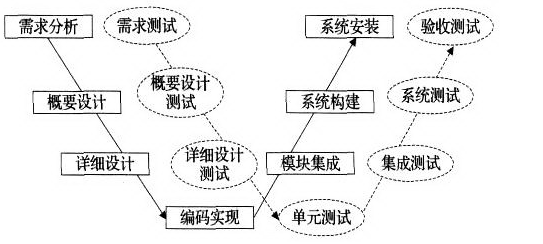 需求分析
需求测试
系统安装
验收测试
概要设计
概要设计
测试
系统构建
系统测试
详细设计
详细设计
测试
模块集成
集成测试
编码实现
单元测试